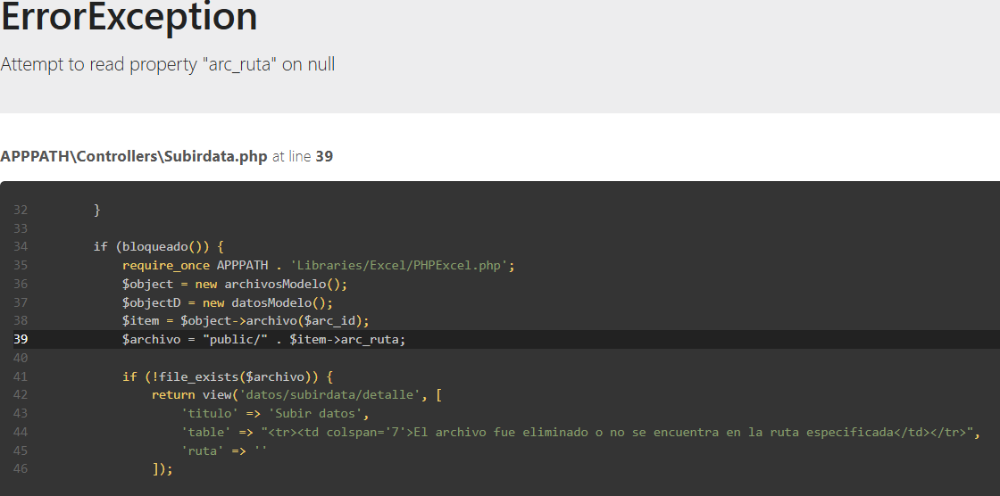 ErrorException
Attempt to read property "arc_ruta" on null
APPPATH\Controllers\Subirdata.php at line 39
32 }
33
34 if (bloqueado()) {
35 require_once APPPATH . 'Libraries/Excel/PHPExcel.php';
36 $object = new archivosModelo();
37 $objectD = new datosModelo();
38 $item = $object->archivo($arc_id);
39 $archivo = "public/" . $item->arc_ruta;
40
41 if (!file_exists($archivo)) {
42 return view('datos/subirdata/detalle', [
43 'titulo' => 'Subir datos',
44 'table' => "<tr><td colspan='7'>El archivo fue eliminado o no se encuentra en la ruta especificada</td></tr>",
45 'ruta' => ''
46 ]);